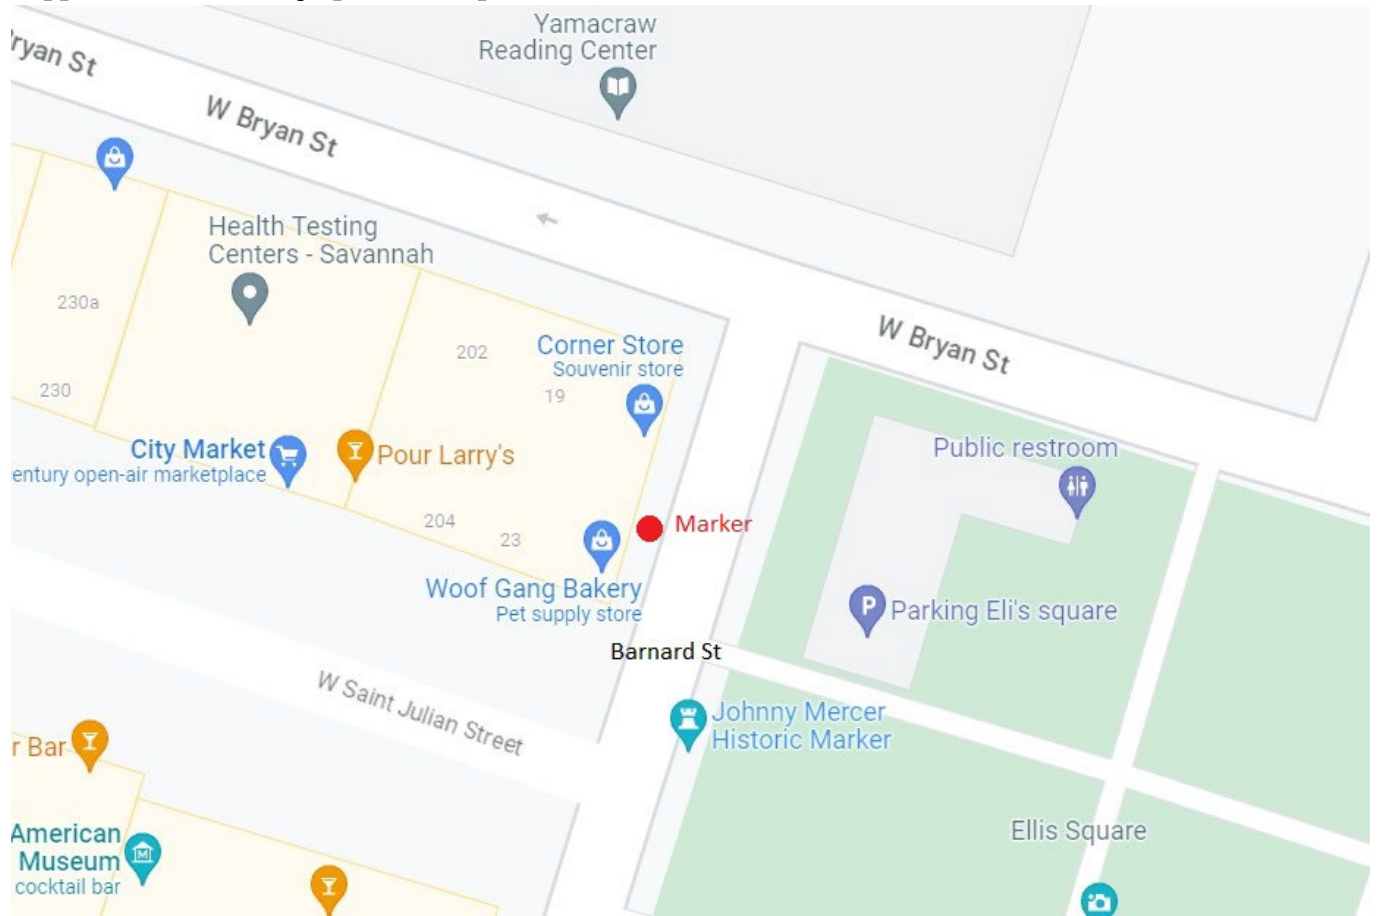 Yamacraw
Reading Center
ryan St
W Bryan St
Health Testing
Centers - Savannah
230a
202
Corner Store
Souvenir store
19
W Bryan St
230
City Market
entury open-air marketplace
Pour Larry's
Public restroom
204
23
Marker
Woof Gang Bakery
Pet supply store
P
Parking Eli's square
Barnard St
W Saint Julian Street
Johnny Mercer
Historic Marker
r Bar
American
Museum
cocktail bar
M
Ellis Square